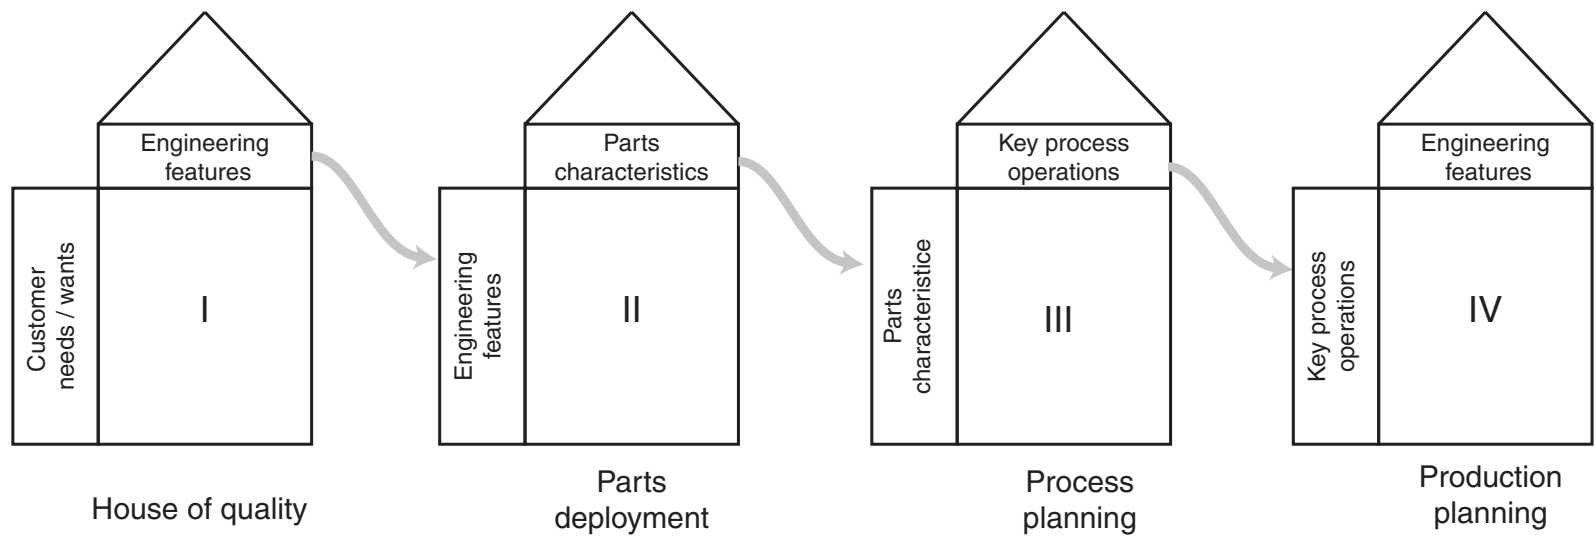 Engineering
features
Customer
needs / wants
I
House of quality
Parts
characteristics
Engineering
features
II
Parts
deployment
Key process
operations
Parts
characteristice
III
Process
planning
Engineering
features
Key process
operations
IV
Production
planning